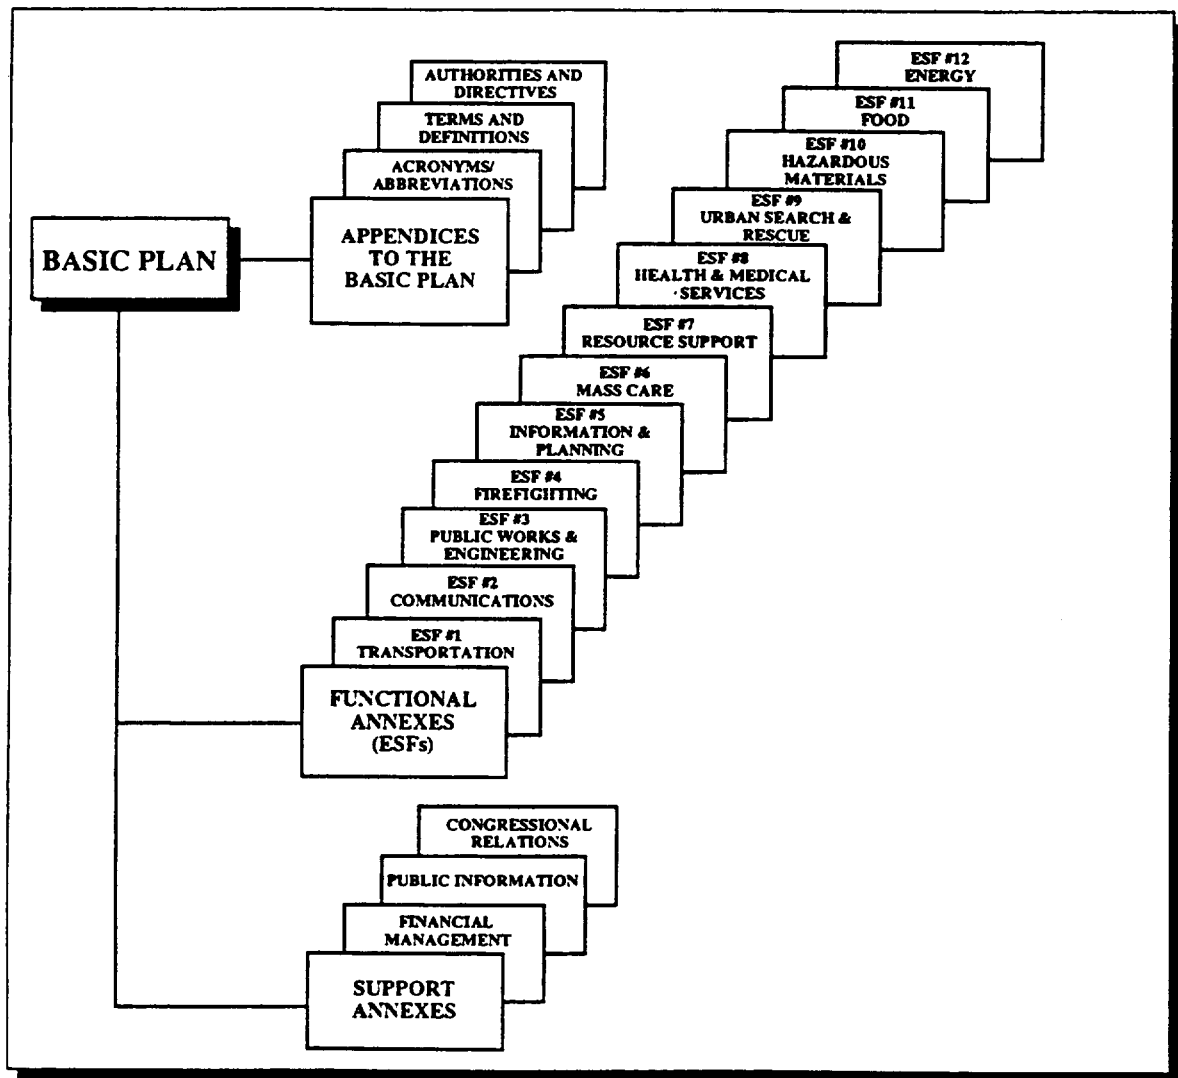 BASIC PLAN
AUTHORITIES AND
DIRECTIVES
TERMS AND
DEFINITIONS
ACRONYMS/
ABBREVIATIONS
APPENDICES
TO THE
BASIC PLAN
ESF #12
ENERGY
ESF #11
FOOD
ESF #10
HAZARDOUS
MATERIALS
ESF #9
URBAN SEARCH &
RESCUE
ESF #8
HEALTH & MEDICAL
SERVICES
ESF #7
RESOURCE SUPPORT
ESF #6
MASS CARE
ESF #5
INFORMATION &
PLANNING
ESF #4
FIREFIGHTING
ESF #3
PUBLIC WORKS &
ENGINEERING
ESF #2
COMMUNICATIONS
ESF #1
TRANSPORTATION
FUNCTIONAL
ANNEXES
(ESFs)
CONGRESSIONAL
RELATIONS
PUBLIC INFORMATION
FINANCIAL
MANAGEMENT
SUPPORT
ANNEXES